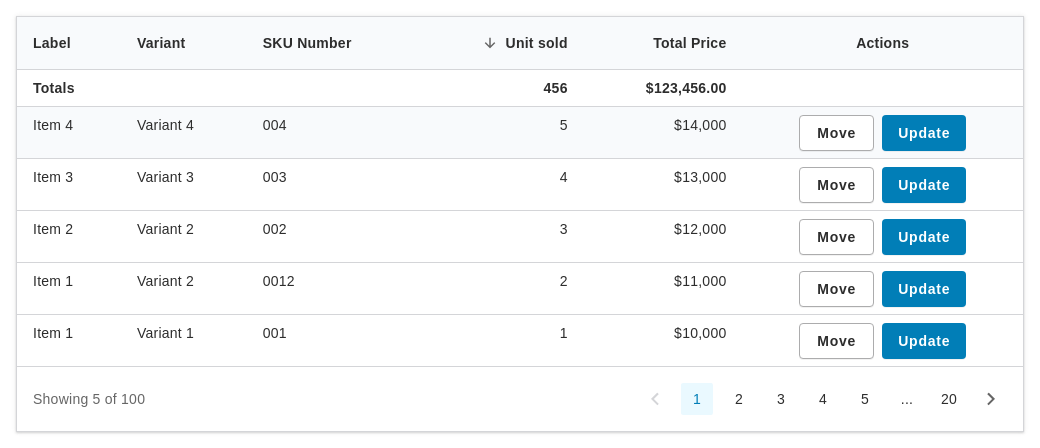 Label Variant SKU Number Unit sold Total Price Actions
Totals 456 $123,456.00
Item 4 Variant 4 004 5 $14,000 Move Update
Item 3 Variant 3 003 4 $13,000 Move Update
Item 2 Variant 2 002 3 $12,000 Move Update
Item 1 Variant 2 0012 2 $11,000 Move Update
Item 1 Variant 1 001 1 $10,000 Move Update
Showing 5 of 100 1 2 3 4 5 ... 20